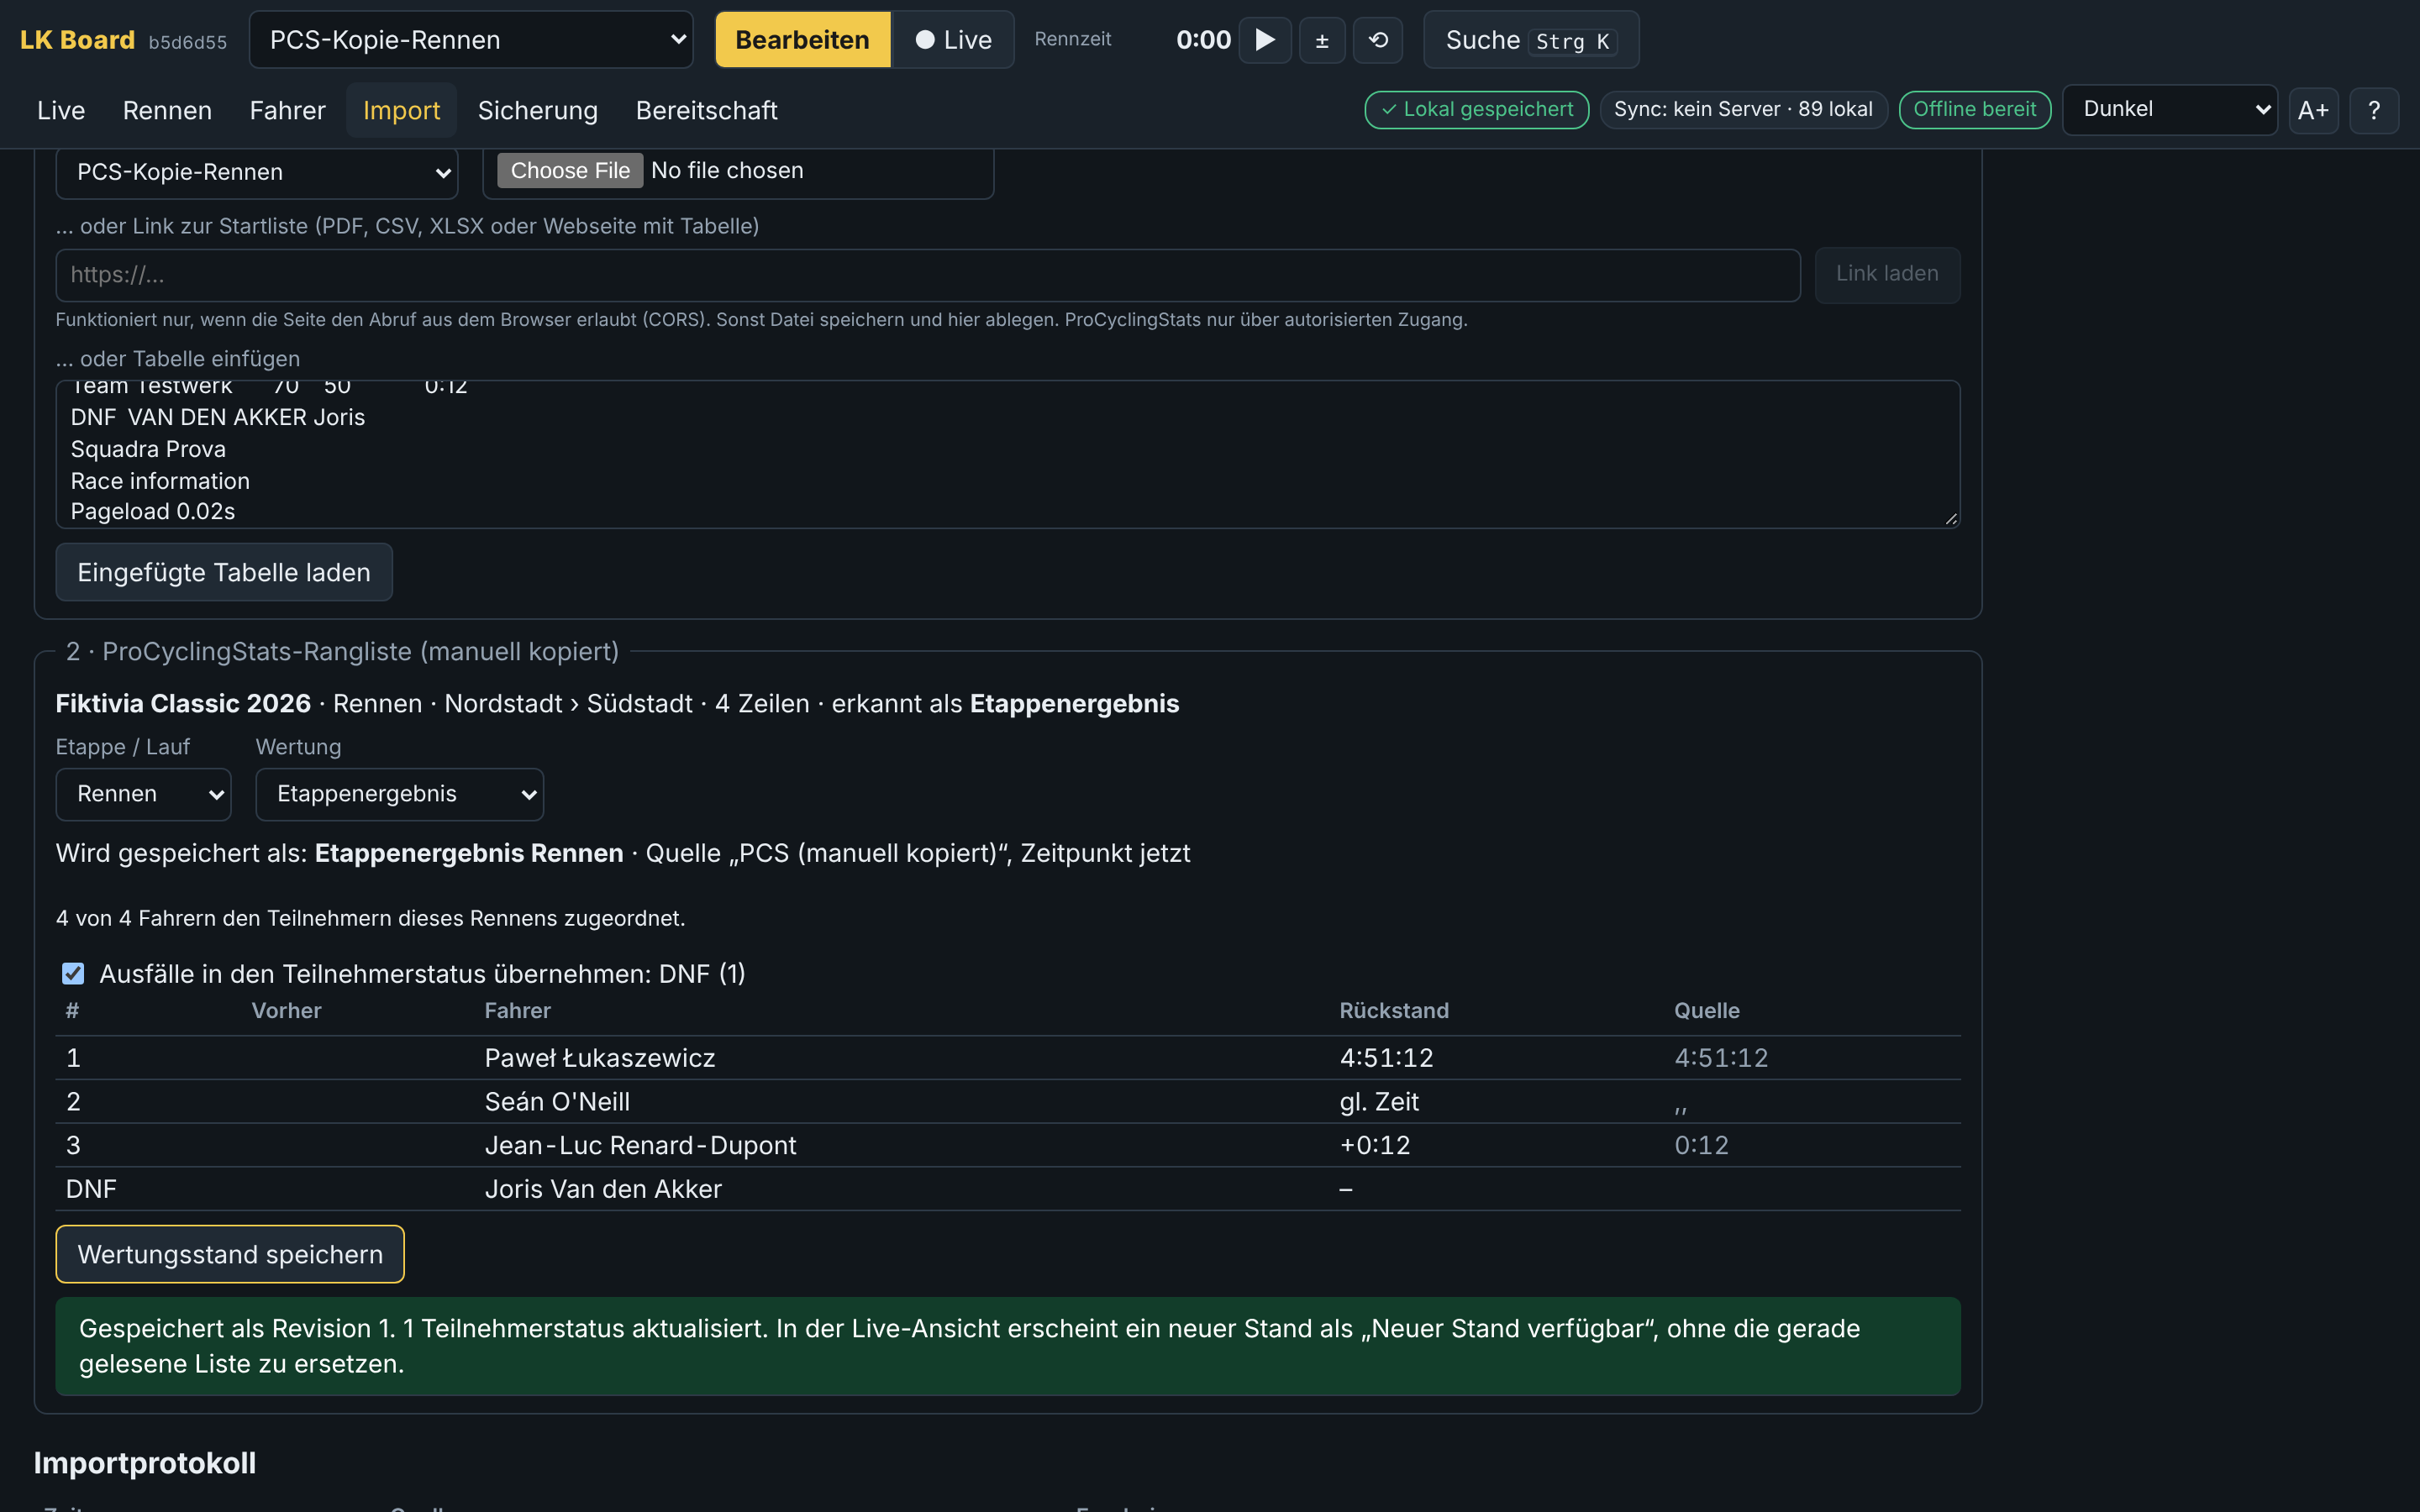 LK Board b5d6d55 PCS-Kopie-Rennen Bearbeiten Live Rennzeit 0:00 ± Suche Strg K
Live Rennen Fahrer Import Sicherung Bereitschaft ✓ Lokal gespeichert Sync: kein Server · 89 lokal Offline bereit Dunkel A+ ?
PCS-Kopie-Rennen Choose File No file chosen
... oder Link zur Startliste (PDF, CSV, XLSX oder Webseite mit Tabelle)
https://... Link laden
Funktioniert nur, wenn die Seite den Abruf aus dem Browser erlaubt (CORS). Sonst Datei speichern und hier ablegen. ProCyclingStats nur über autorisierten Zugang.
... oder Tabelle einfügen
Team Testwerk 70 50 0:12
DNF VAN DEN AKKER Joris
Squadra Prova
Race information
Pageload 0.02s
Eingefügte Tabelle laden
2 · ProCyclingStats-Rangliste (manuell kopiert)
Fiktivia Classic 2026 · Rennen · Nordstadt › Südstadt · 4 Zeilen · erkannt als Etappenergebnis
Etappe / Lauf Wertung
Rennen Etappenergebnis
Wird gespeichert als: Etappenergebnis Rennen · Quelle „PCS (manuell kopiert)“, Zeitpunkt jetzt
4 von 4 Fahrern den Teilnehmern dieses Rennens zugeordnet.
Ausfälle in den Teilnehmerstatus übernehmen: DNF (1)
# Vorher Fahrer Rückstand Quelle
1 Paweł Łukaszewicz 4:51:12 4:51:12
2 Seán O'Neill gl. Zeit ,,
3 Jean-Luc Renard-Dupont +0:12 0:12
DNF Joris Van den Akker –
Wertungsstand speichern
Gespeichert als Revision 1. 1 Teilnehmerstatus aktualisiert. In der Live-Ansicht erscheint ein neuer Stand als „Neuer Stand verfügbar“, ohne die gerade
gelesene Liste zu ersetzen.
Importprotokoll